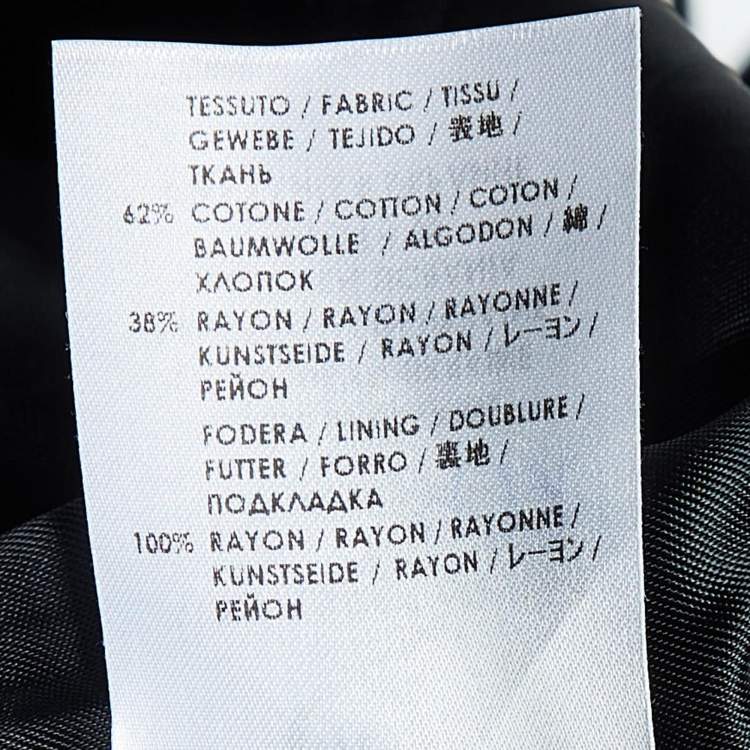 TESSUTO / FABRIC / TISSU /
GEWEBE / TEJIDO / 表地 /
ТКАНЬ
62% COTONE / COTTON / COTON /
BAUMWOLLE / ALGODON / 綿 /
ХЛОПОК
38% RAYON / RAYON / RAYONNE /
KUNSTSEIDE / RAYON / レーヨン /
РЕЙОН
FODERA / LINING / DOUBLURE /
FUTTER / FORRO / 裏地 /
ПОДКЛАДКА
100% RAYON / RAYON / RAYONNE /
KUNSTSEIDE / RAYON / レーヨン /
РЕЙОН